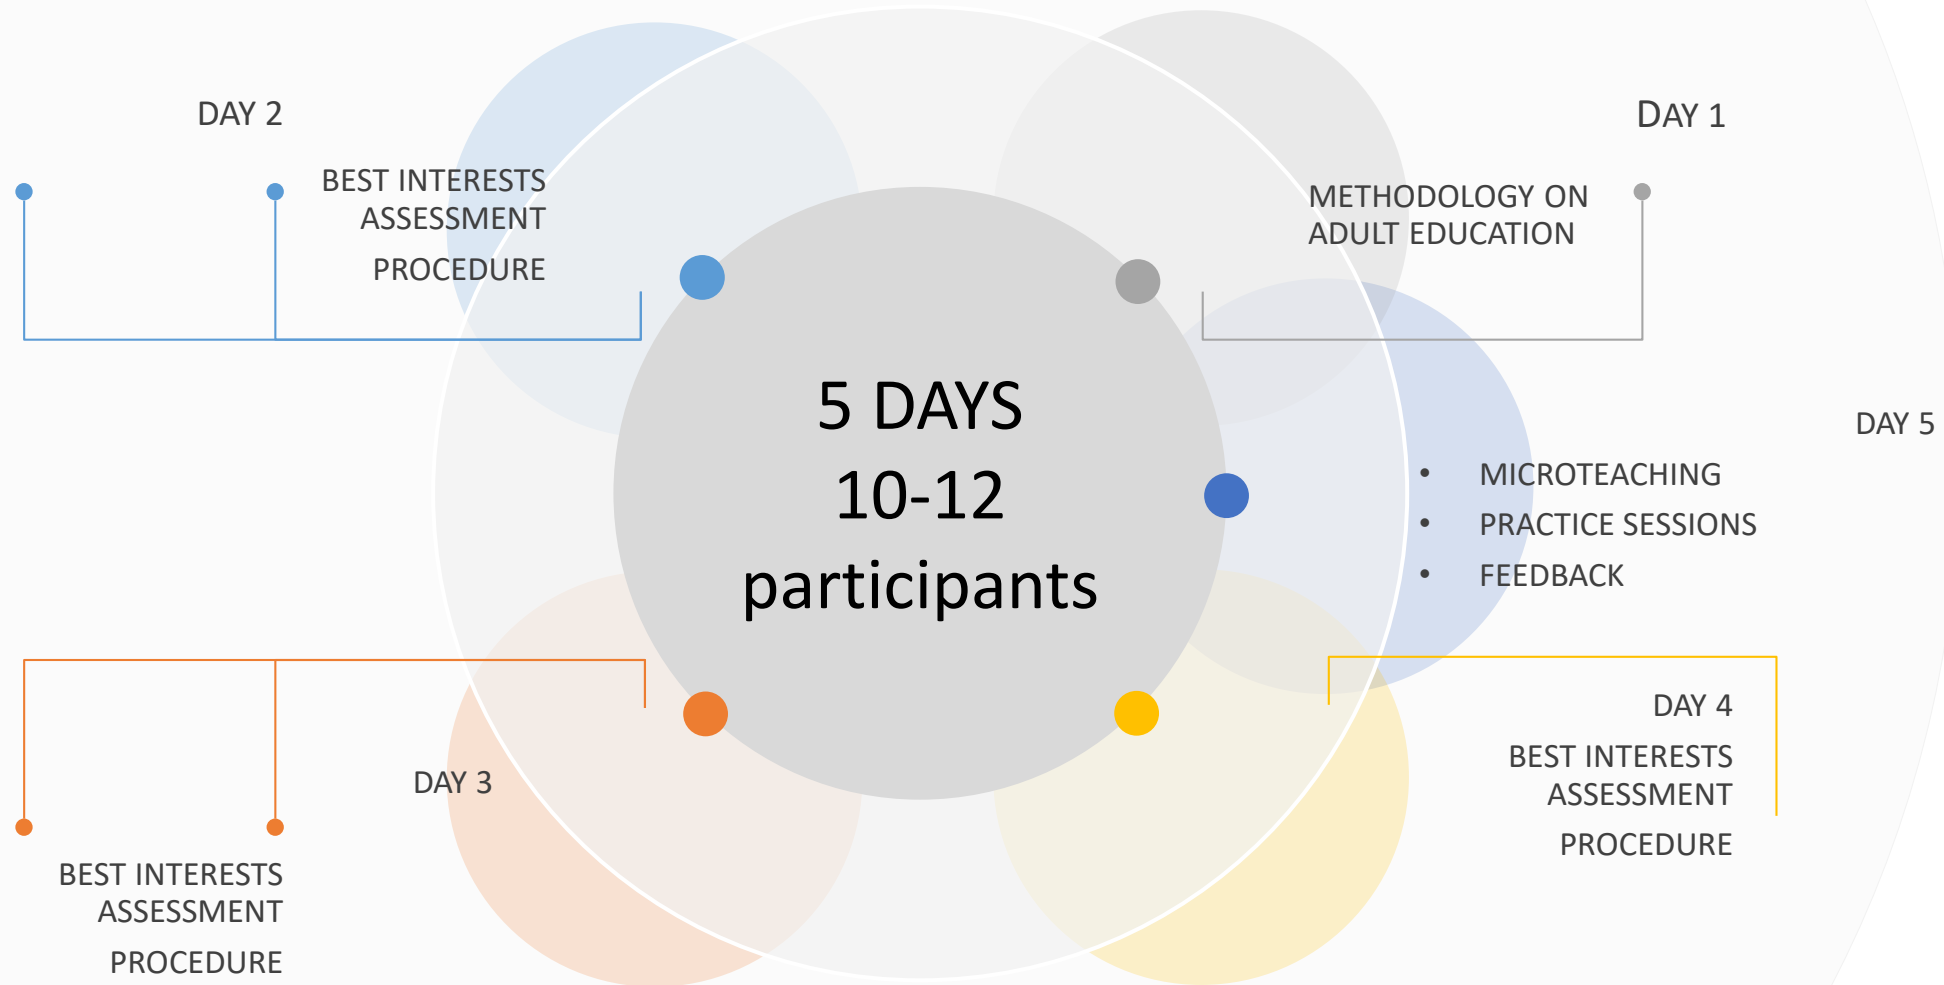 DAY 1
METHODOLOGY ON
ADULT EDUCATION
DAY 2
BEST INTERESTS
ASSESSMENT
PROCEDURE
5 DAYS
10-12
participants
DAY 5
• MICROTEACHING
• PRACTICE SESSIONS
• FEEDBACK
DAY 3
BEST INTERESTS
ASSESSMENT
PROCEDURE
DAY 4
BEST INTERESTS
ASSESSMENT
PROCEDURE